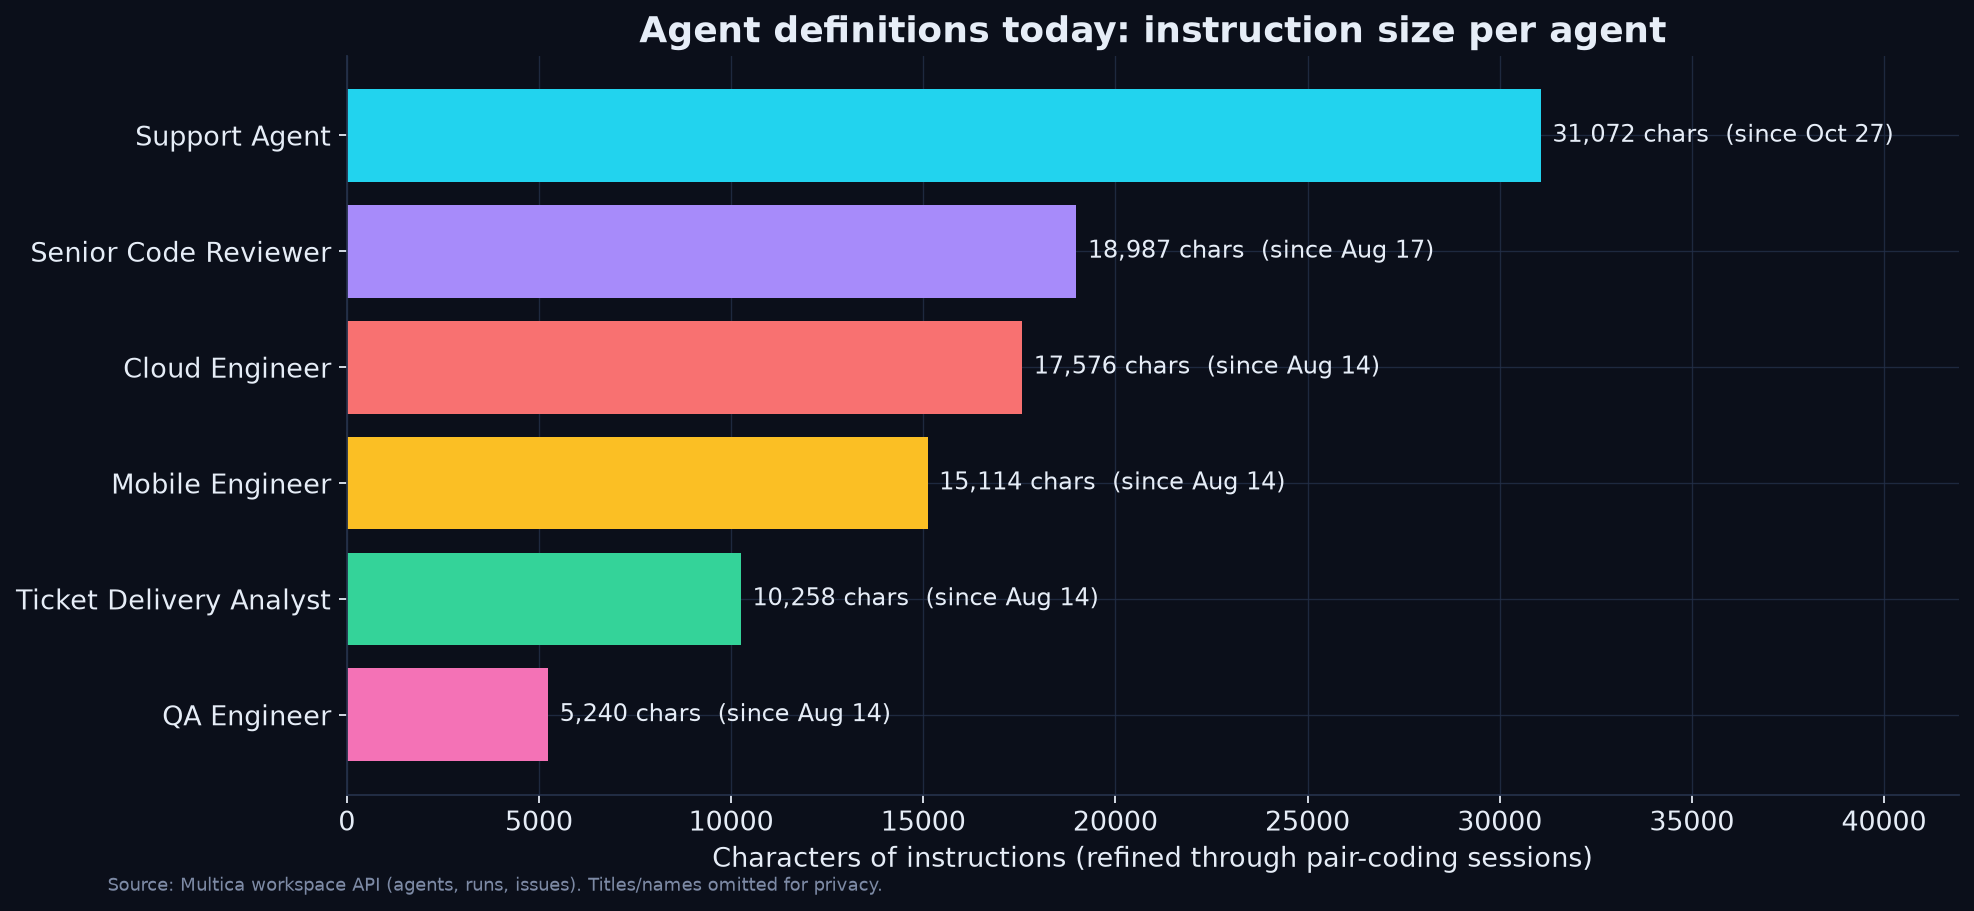 Agent definitions today: instruction size per agent
Support Agent
31,072 chars  (since Oct 27)
Senior Code Reviewer
18,987 chars  (since Aug 17)
Cloud Engineer
17,576 chars  (since Aug 14)
Mobile Engineer
15,114 chars  (since Aug 14)
Ticket Delivery Analyst
10,258 chars  (since Aug 14)
QA Engineer
5,240 chars  (since Aug 14)
0 5000 10000 15000 20000 25000 30000 35000 40000
Characters of instructions (refined through pair-coding sessions)
Source: Multica workspace API (agents, runs, issues). Titles/names omitted for privacy.